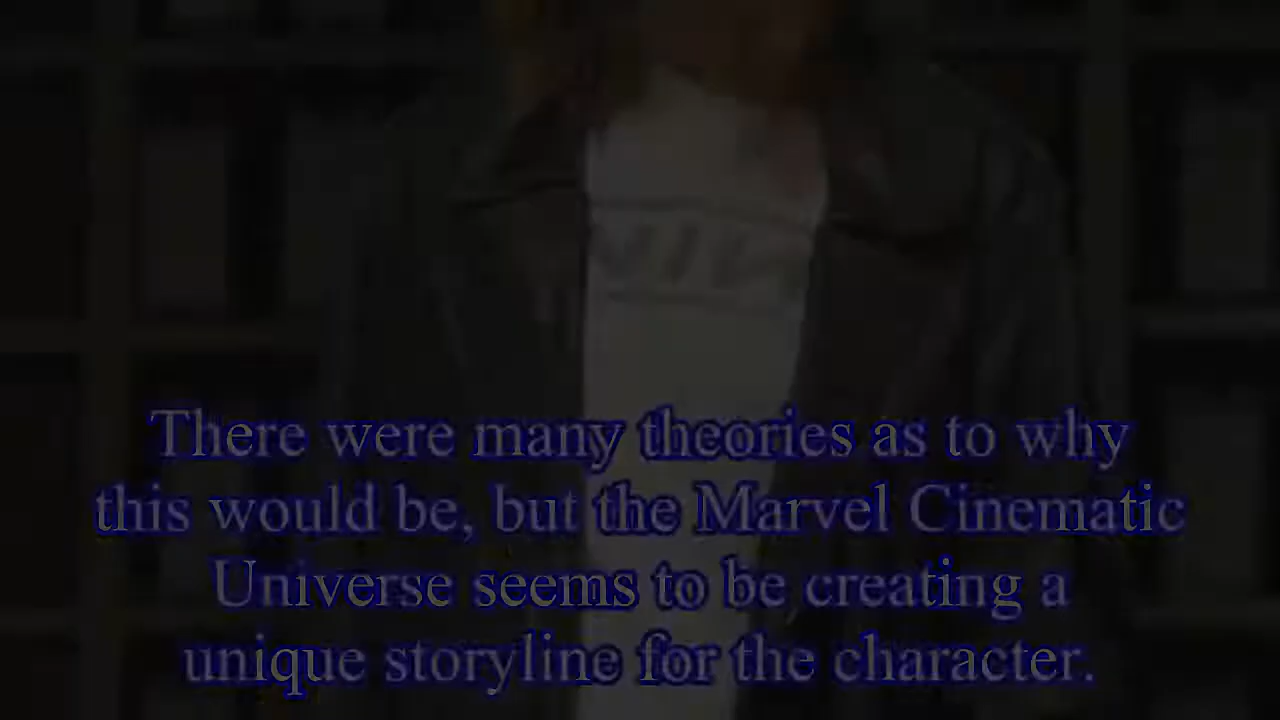 There were many theories as to why
this would be, but the Marvel Cinematic
Universe seems to be creating a
unique storyline for the character.